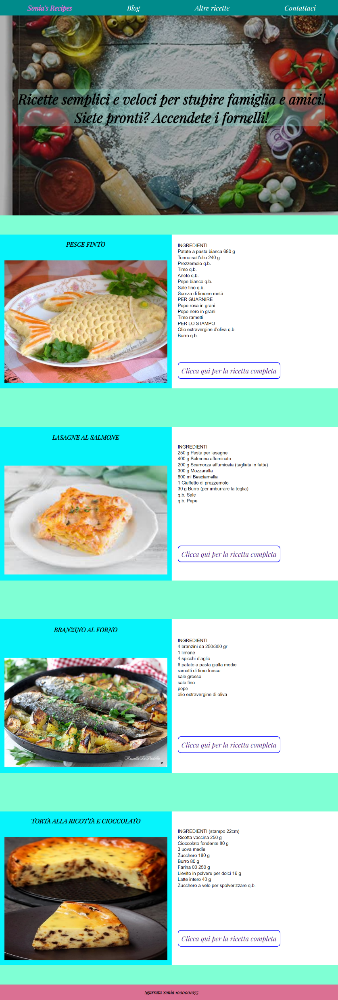 Sonia's Recipes Blog Altre ricette Contattaci
Ricette semplici e veloci per stupire famiglia e amici!
Siete pronti? Accendete i fornelli!
PESCE FINTO
Annamaria tra forno e fornelli
INGREDIENTI
Patate a pasta bianca 680 g
Tonno sott'olio 240 g
Prezzemolo q.b.
Timo q.b.
Aneto q.b.
Pepe bianco q.b.
Sale fino q.b.
Scorza di limone metà
PER GUARNIRE
Pepe rosa in grani
Pepe nero in grani
Timo rametti
PER LO STAMPO
Olio extravergine d'oliva q.b.
Burro q.b.
Clicca qui per la ricetta completa
LASAGNE AL SALMONE
INGREDIENTI
250 g Pasta per lasagne
400 g Salmone affumicato
200 g Scamorza affumicata (tagliata in fette)
300 g Mozzarella
600 ml Besciamella
1 Ciuffetto di prezzemolo
30 g Burro (per imburrare la teglia)
q.b. Sale
q.b. Pepe
Clicca qui per la ricetta completa
BRANZINO AL FORNO
RossellaInPadella
INGREDIENTI
4 branzini da 250/300 gr
1 limone
4 spicchi d'aglio
6 patate a pasta gialla medie
rametti di timo fresco
sale grosso
sale fino
pepe
olio extravergine di oliva
Clicca qui per la ricetta completa
TORTA ALLA RICOTTA E CIOCCOLATO
INGREDIENTI (stampo 22cm)
Ricotta vaccina 250 g
Cioccolato fondente 80 g
3 uova medie
Zucchero 180 g
Burro 80 g
Farina 00 250 g
Lievito in polvere per dolci 16 g
Latte intero 40 g
Zucchero a velo per spolverizzare q.b.
Clicca qui per la ricetta completa
Sgarrata Sonia 1000001075